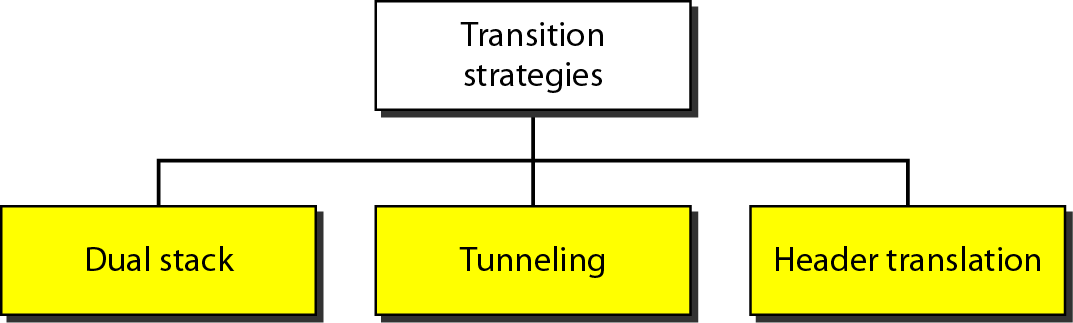 Transition
strategies
Dual stack
Tunneling
Header translation